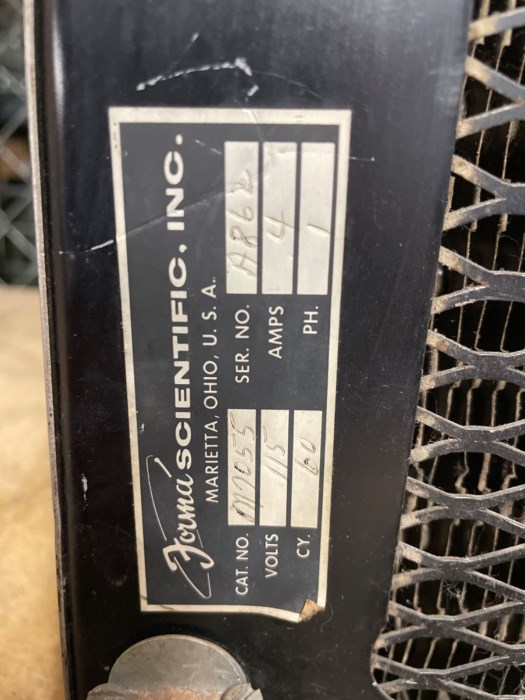 Forma SCIENTIFIC, INC.
MARIETTA, OHIO, U. S. A.
CAT. NO. SER. NO. A862
VOLTS 115 AMPS 4
CY. 60 PH. 1